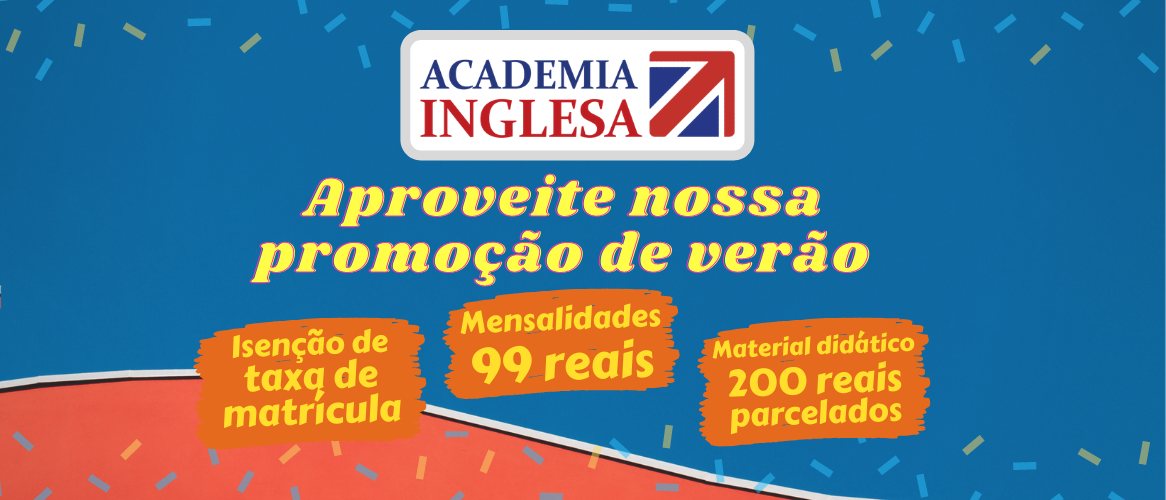 ACADEMIA
INGLESA
Aproveite nossa
promoção de verão
Isenção de
taxa de
matrícula
Mensalidades
99 reais
Material didático
200 reais
parcelados